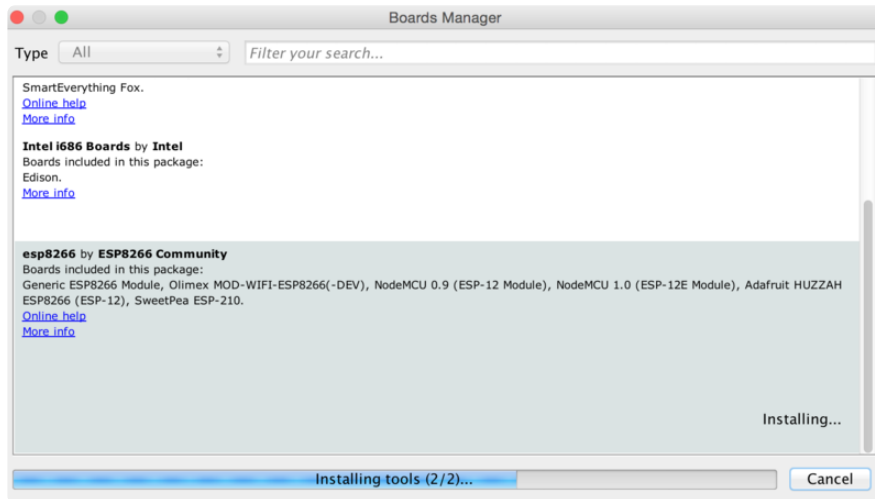 Boards Manager
Type All Filter your search...
SmartEverything Fox.
Online help
More info
Intel i686 Boards by Intel
Boards included in this package:
Edison.
More info
esp8266 by ESP8266 Community
Boards included in this package:
Generic ESP8266 Module, Olimex MOD-WIFI-ESP8266(-DEV), NodeMCU 0.9 (ESP-12 Module), NodeMCU 1.0 (ESP-12E Module), Adafruit HUZZAH
ESP8266 (ESP-12), SweetPea ESP-210.
Online help
More info
Installing...
Installing tools (2/2)... Cancel